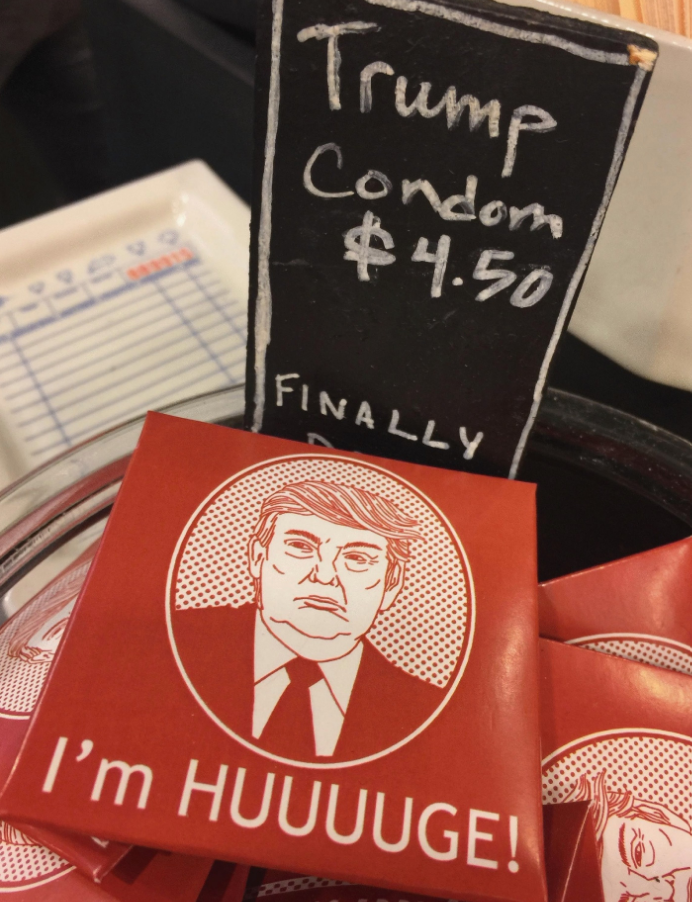 Trump
Condom
$4.50
FINALLY
I'm HUUUUGE!